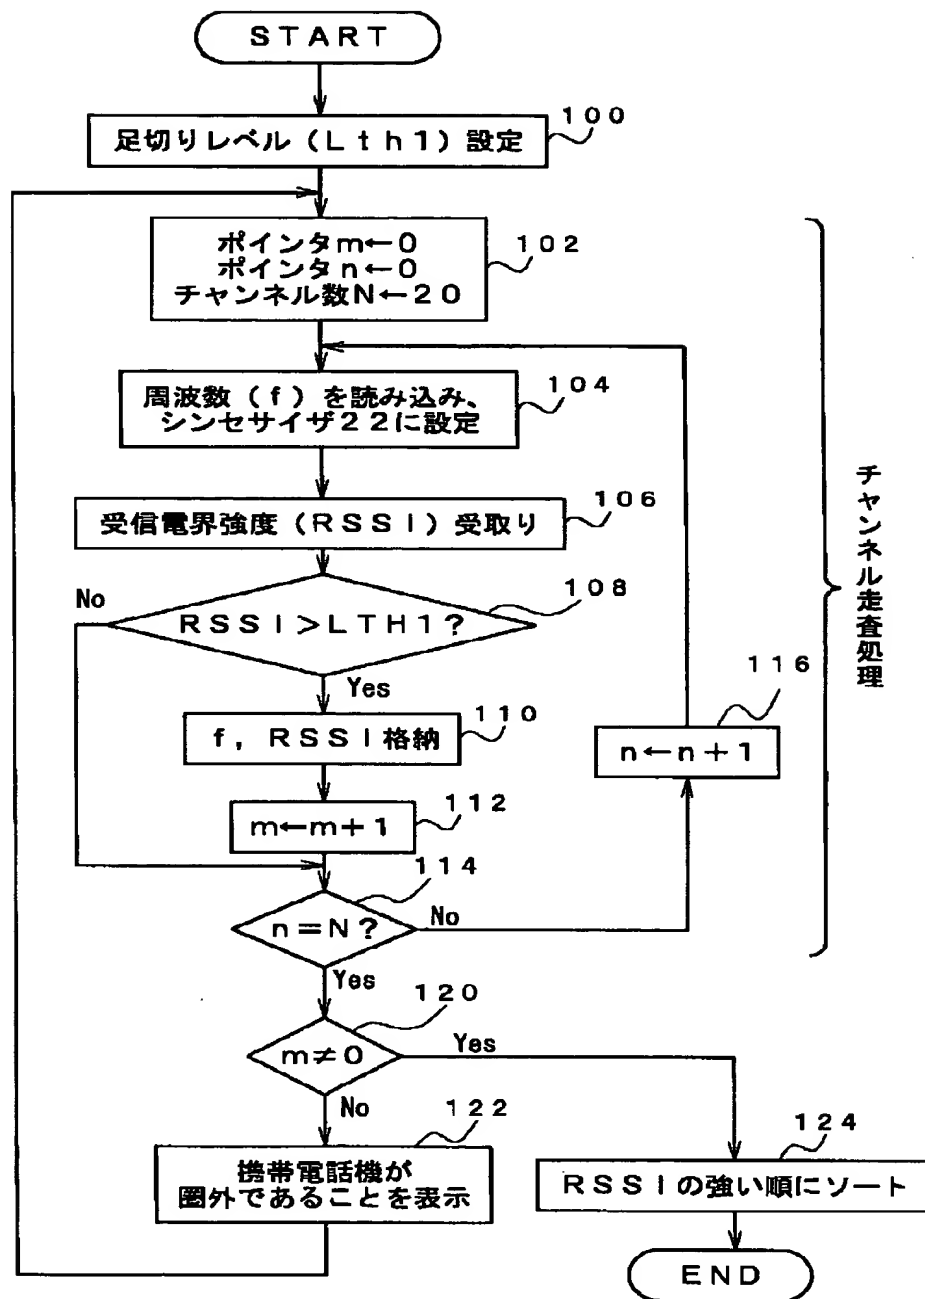 START
足切りレベル(Lth1)設定
100
ポインタm←0
ポインタn←0
チャンネル数N←20
102
周波数(f)を読み込み、
シンセサイザ22に設定
104
受信電界強度(RSSI)受取り
106
RSSI>LTH1?
108
No
Yes
f,RSSI格納
110
m←m+1
112
n=N?
114
No
Yes
n←n+1
116
チャンネル走査処理
m≠0
120
Yes
No
携帯電話機が
圏外であることを表示
122
RSSIの強い順にソート
124
END